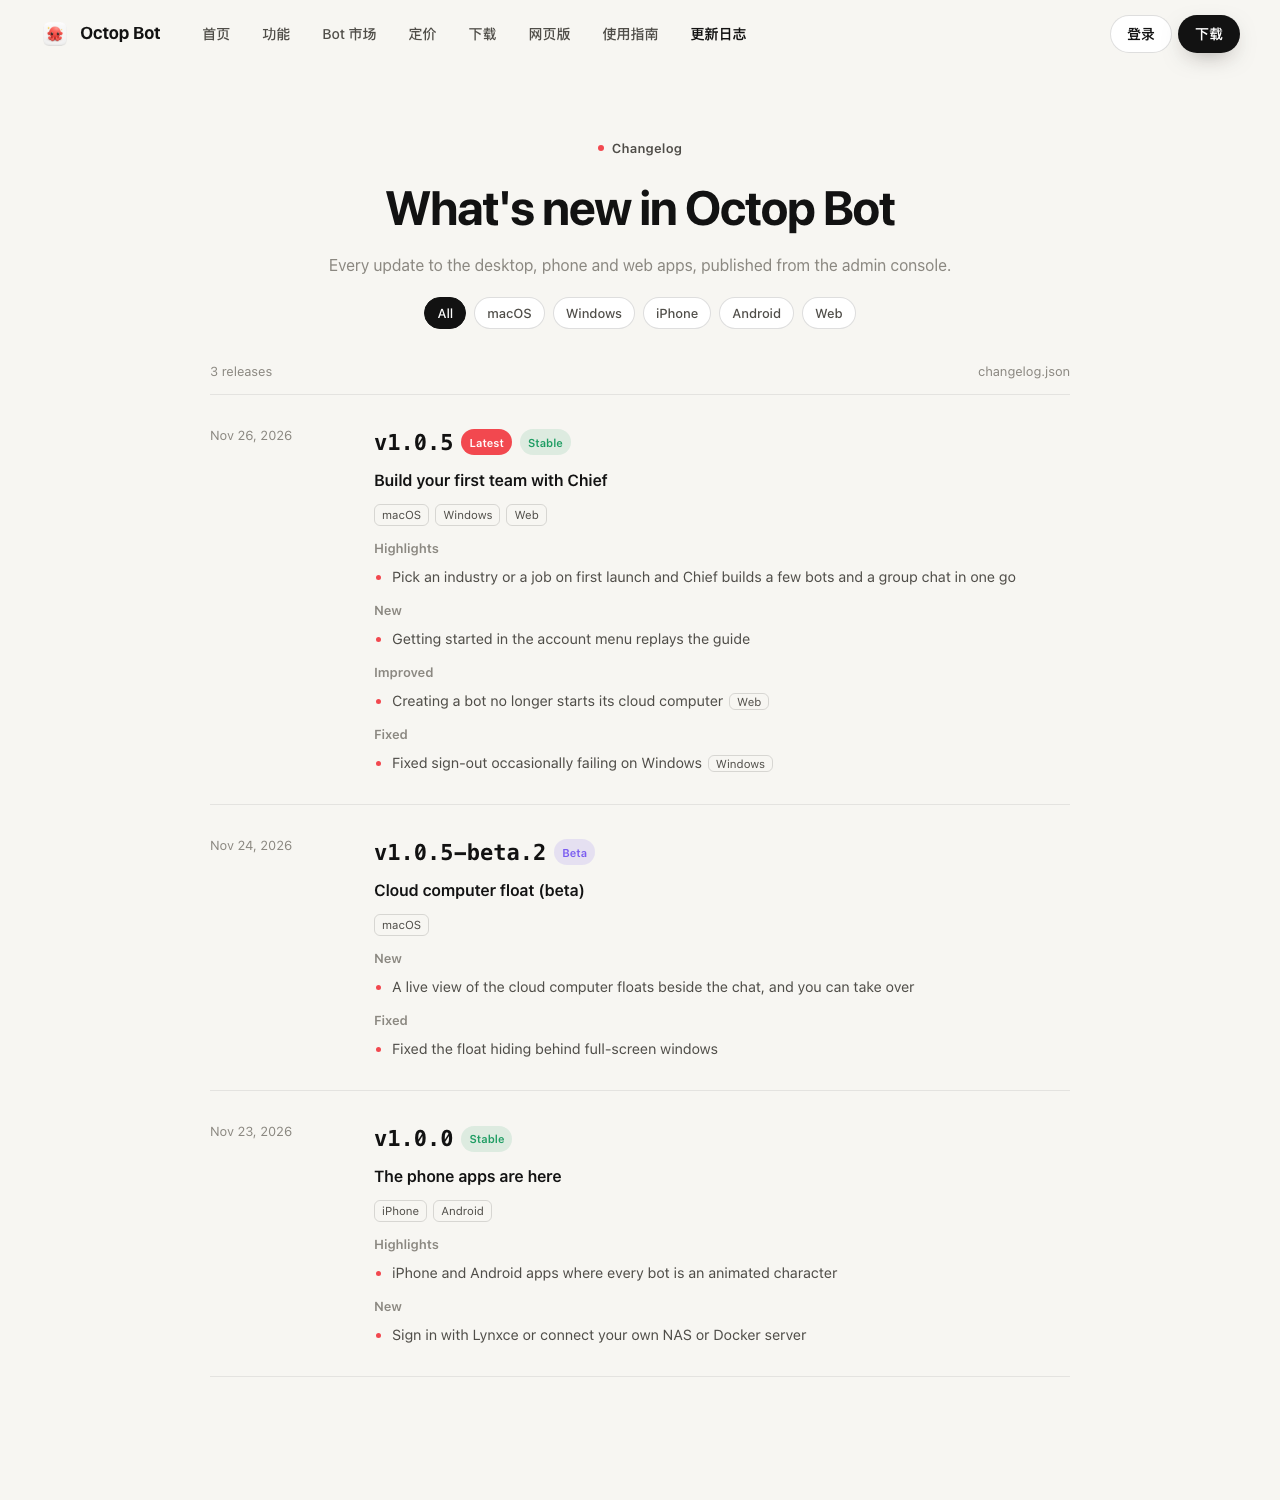 Octop Bot
首页
功能
Bot 市场
定价
下载
网页版
使用指南
更新日志
登录
下载
Changelog
What's new in Octop Bot
Every update to the desktop, phone and web apps, published from the admin console.
All
macOS
Windows
iPhone
Android
Web
3 releases
changelog.json
Nov 26, 2026
v1.0.5 Latest Stable
Build your first team with Chief
macOS Windows Web
Highlights
Pick an industry or a job on first launch and Chief builds a few bots and a group chat in one go
New
Getting started in the account menu replays the guide
Improved
Creating a bot no longer starts its cloud computer Web
Fixed
Fixed sign-out occasionally failing on Windows Windows
Nov 24, 2026
v1.0.5-beta.2 Beta
Cloud computer float (beta)
macOS
New
A live view of the cloud computer floats beside the chat, and you can take over
Fixed
Fixed the float hiding behind full-screen windows
Nov 23, 2026
v1.0.0 Stable
The phone apps are here
iPhone Android
Highlights
iPhone and Android apps where every bot is an animated character
New
Sign in with Lynxce or connect your own NAS or Docker server